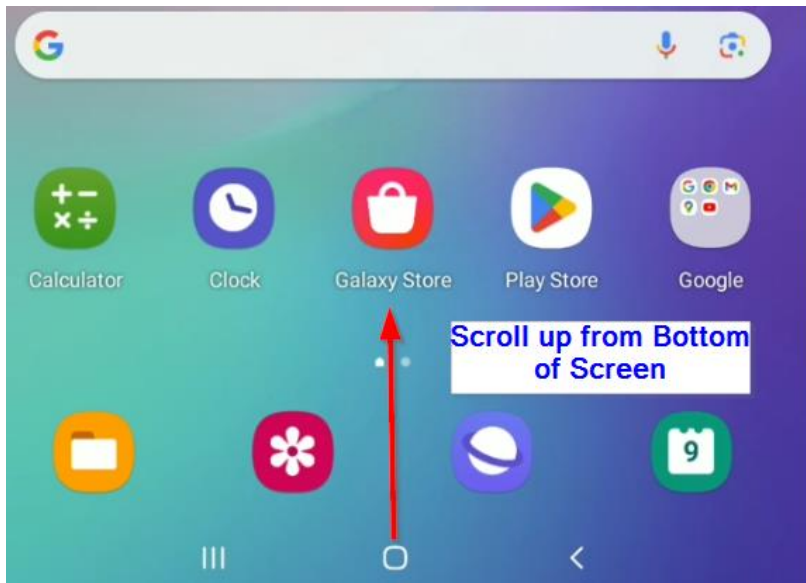 Calculator
Clock
Galaxy Store
Play Store
Google
Scroll up from Bottom
of Screen
9